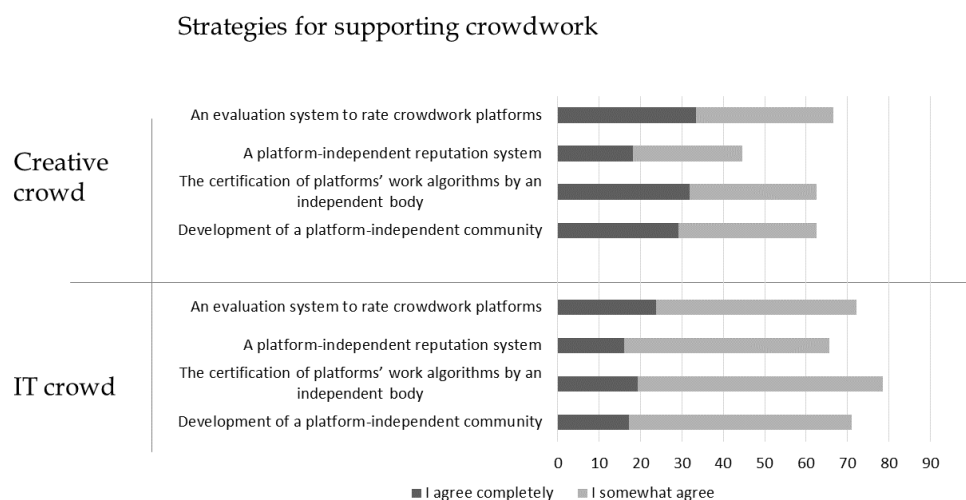 Strategies for supporting crowdwork
Creative
crowd
An evaluation system to rate crowdwork platforms
A platform-independent reputation system
The certification of platforms’ work algorithms by an
independent body
Development of a platform-independent community
IT crowd
An evaluation system to rate crowdwork platforms
A platform-independent reputation system
The certification of platforms’ work algorithms by an
independent body
Development of a platform-independent community
0 10 20 30 40 50 60 70 80 90
I agree completely I somewhat agree